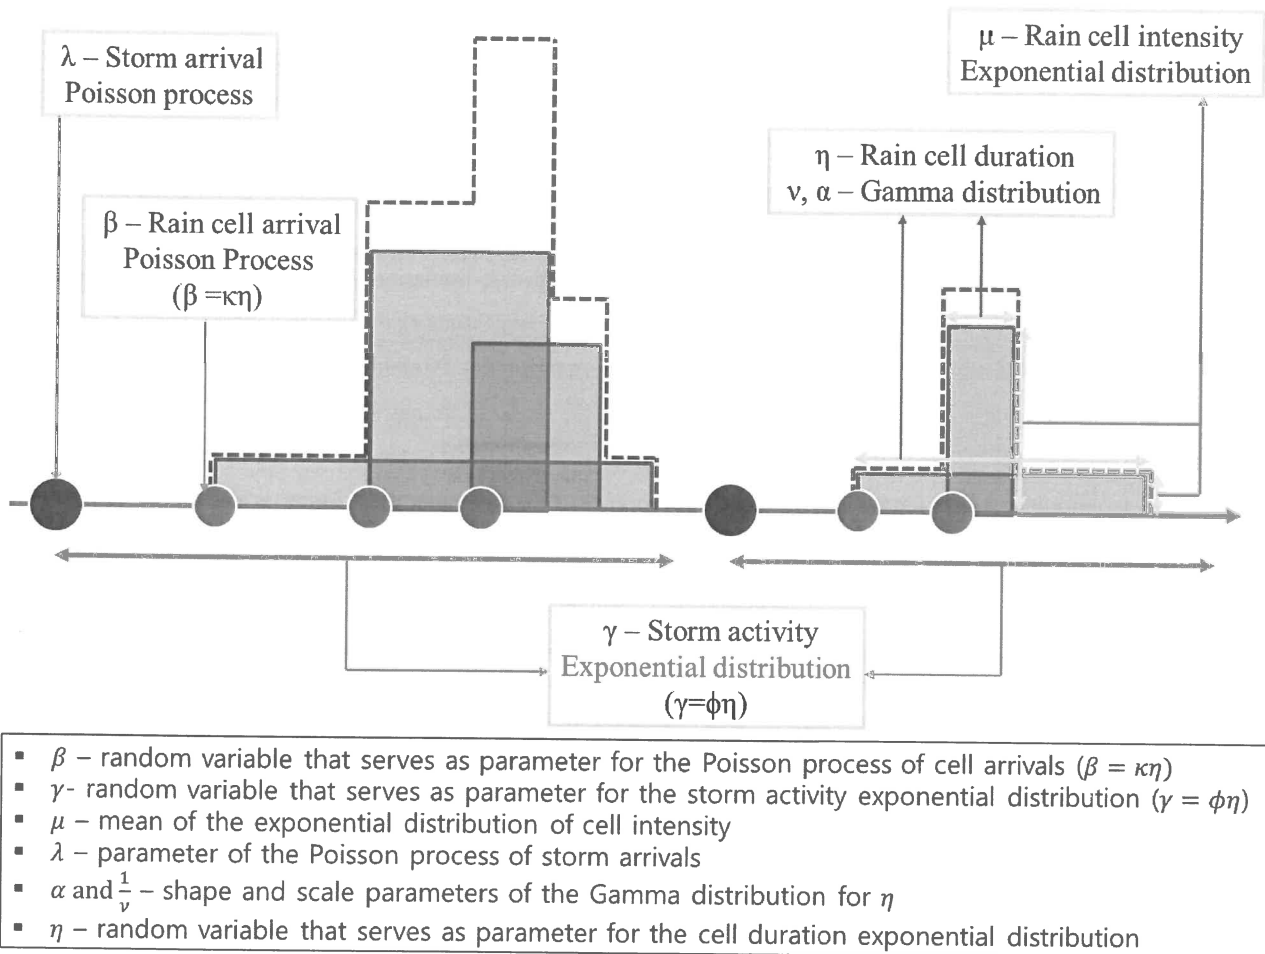 λ – Storm arrival
Poisson process
μ – Rain cell intensity
Exponential distribution
η – Rain cell duration
ν, α – Gamma distribution
β – Rain cell arrival
Poisson Process
(β =κη)
γ – Storm activity
Exponential distribution
(γ=ϕη)
▪ β – random variable that serves as parameter for the Poisson process of cell arrivals (β = κη)
▪ γ- random variable that serves as parameter for the storm activity exponential distribution (γ = ϕη)
▪ μ – mean of the exponential distribution of cell intensity
▪ λ – parameter of the Poisson process of storm arrivals
▪ α and 1/ν – shape and scale parameters of the Gamma distribution for η
▪ η – random variable that serves as parameter for the cell duration exponential distribution